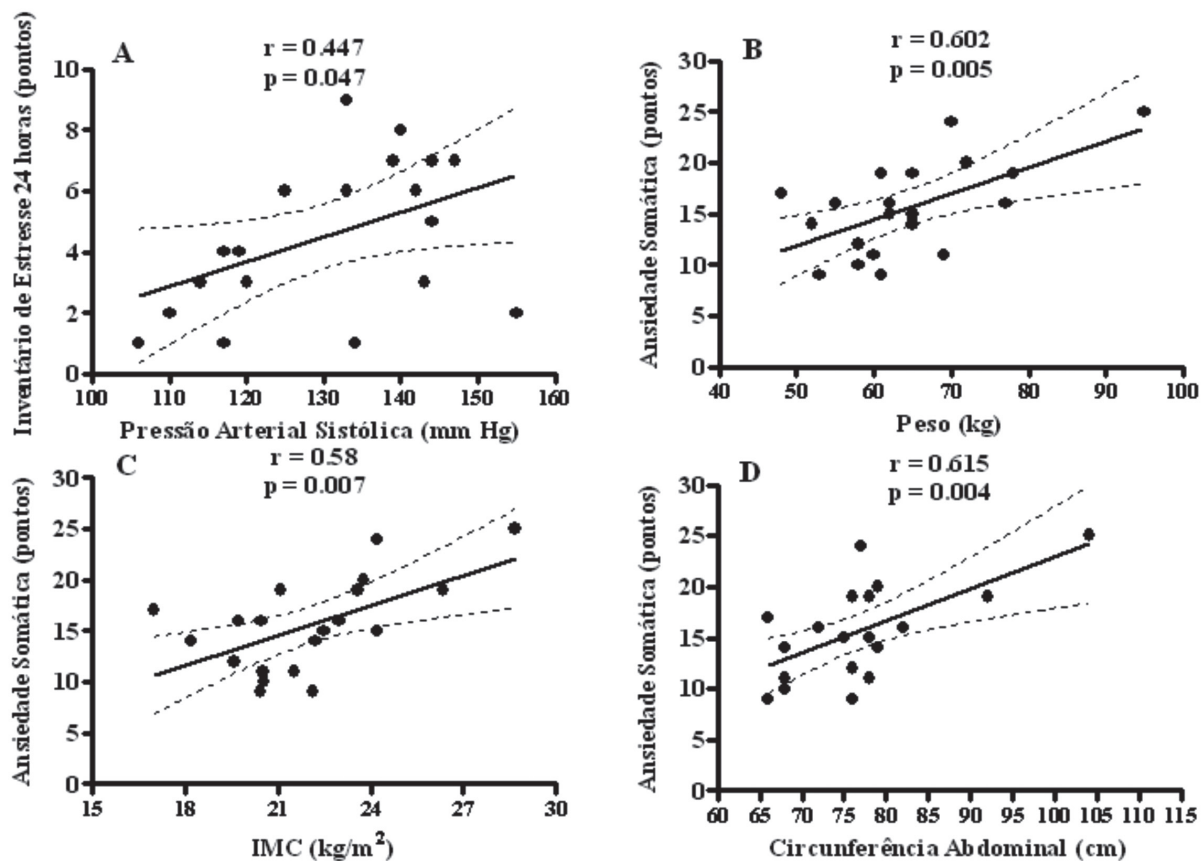 A
r = 0.447
p = 0.047
Inventário de Estresse 24 horas (pontos)
10
8
6
4
2
0
100 110 120 130 140 150 160
Pressão Arterial Sistólica (mm Hg)
B
r = 0.602
p = 0.005
Ansiedade Somática (pontos)
30
25
20
15
10
5
0
40 50 60 70 80 90 100
Peso (kg)
C
r = 0.58
p = 0.007
Ansiedade Somática (pontos)
30
25
20
15
10
5
0
15 18 21 24 27 30
IMC (kg/m²)
D
r = 0.615
p = 0.004
Ansiedade Somática (pontos)
30
25
20
15
10
5
0
60 65 70 75 80 85 90 95 100 105 110 115
Circunferência Abdominal (cm)